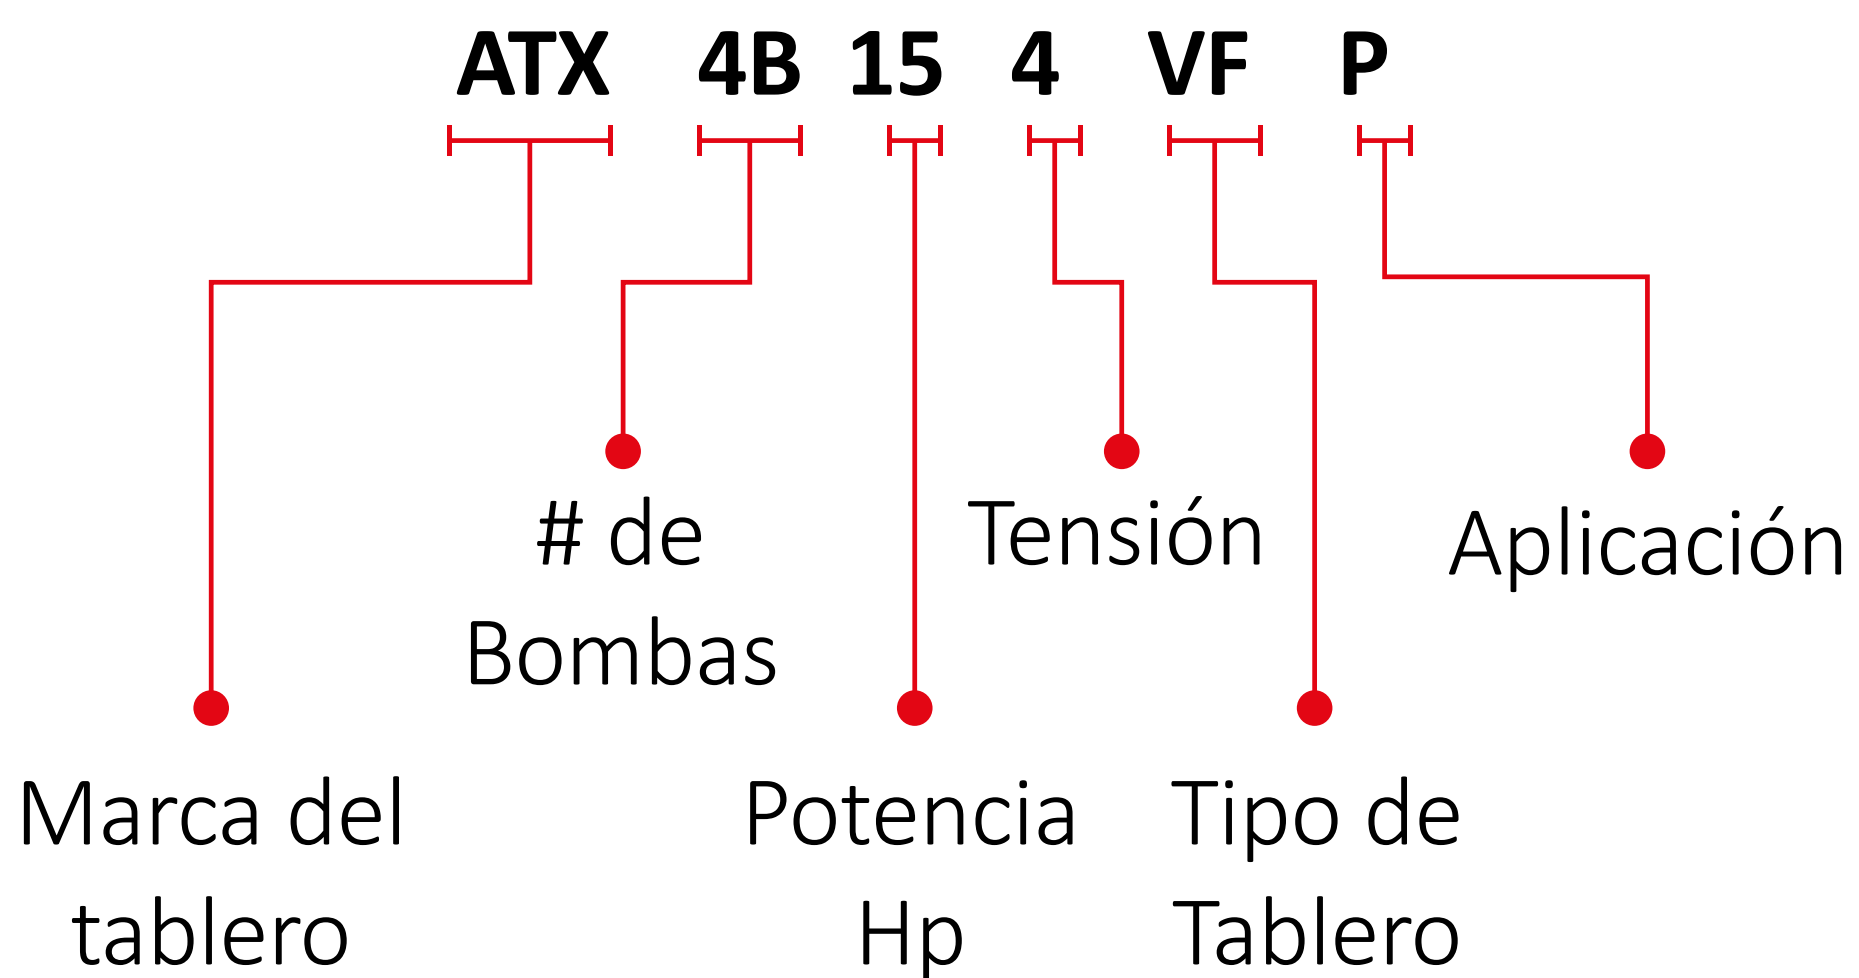 ATX 4B 15 4 VF P
# de
Bombas
Tensión
Aplicación
Marca del
tablero
Potencia
Hp
Tipo de
Tablero